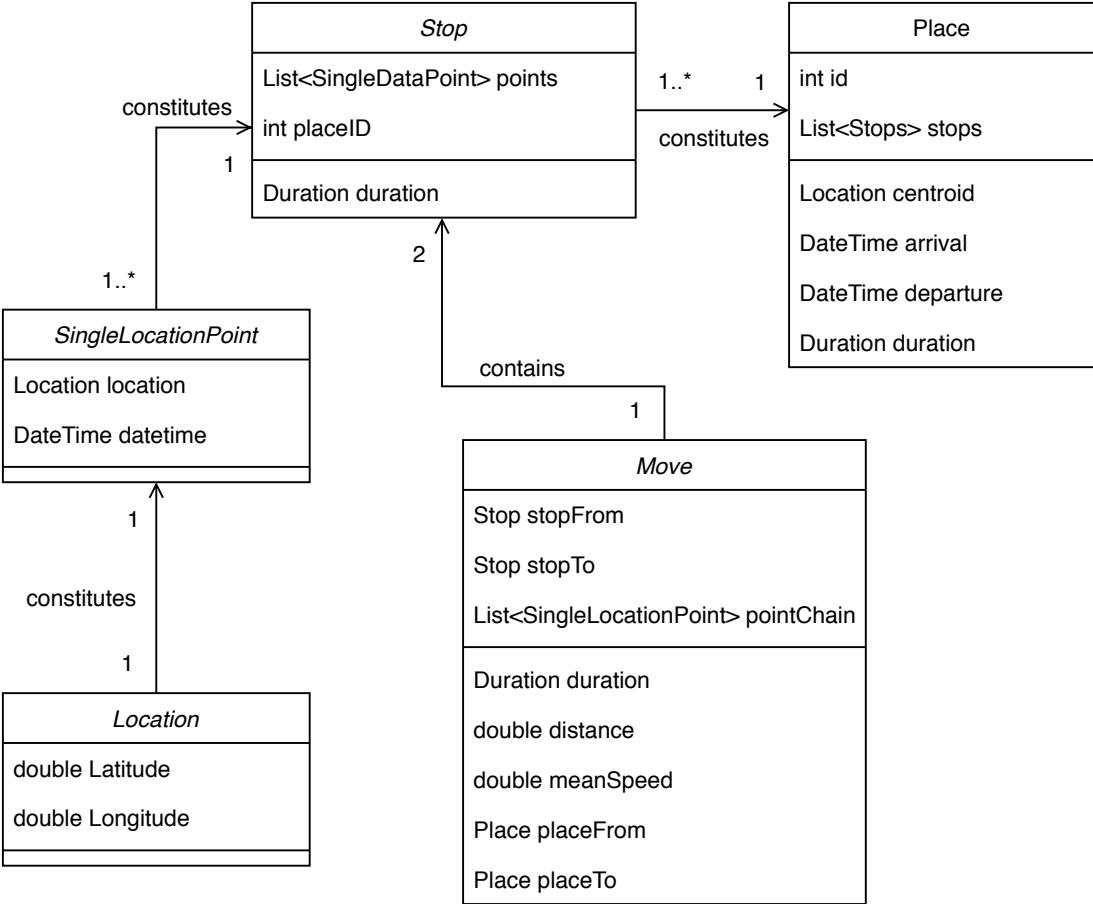 Stop
List<SingleDataPoint> points
int placeID
Duration duration
Place
int id
List<Stops> stops
Location centroid
DateTime arrival
DateTime departure
Duration duration
1..*
1
constitutes
constitutes
1
1..*
SingleLocationPoint
Location location
DateTime datetime
2
contains
1
Move
Stop stopFrom
Stop stopTo
List<SingleLocationPoint> pointChain
Duration duration
double distance
double meanSpeed
Place placeFrom
Place placeTo
1
constitutes
1
Location
double Latitude
double Longitude